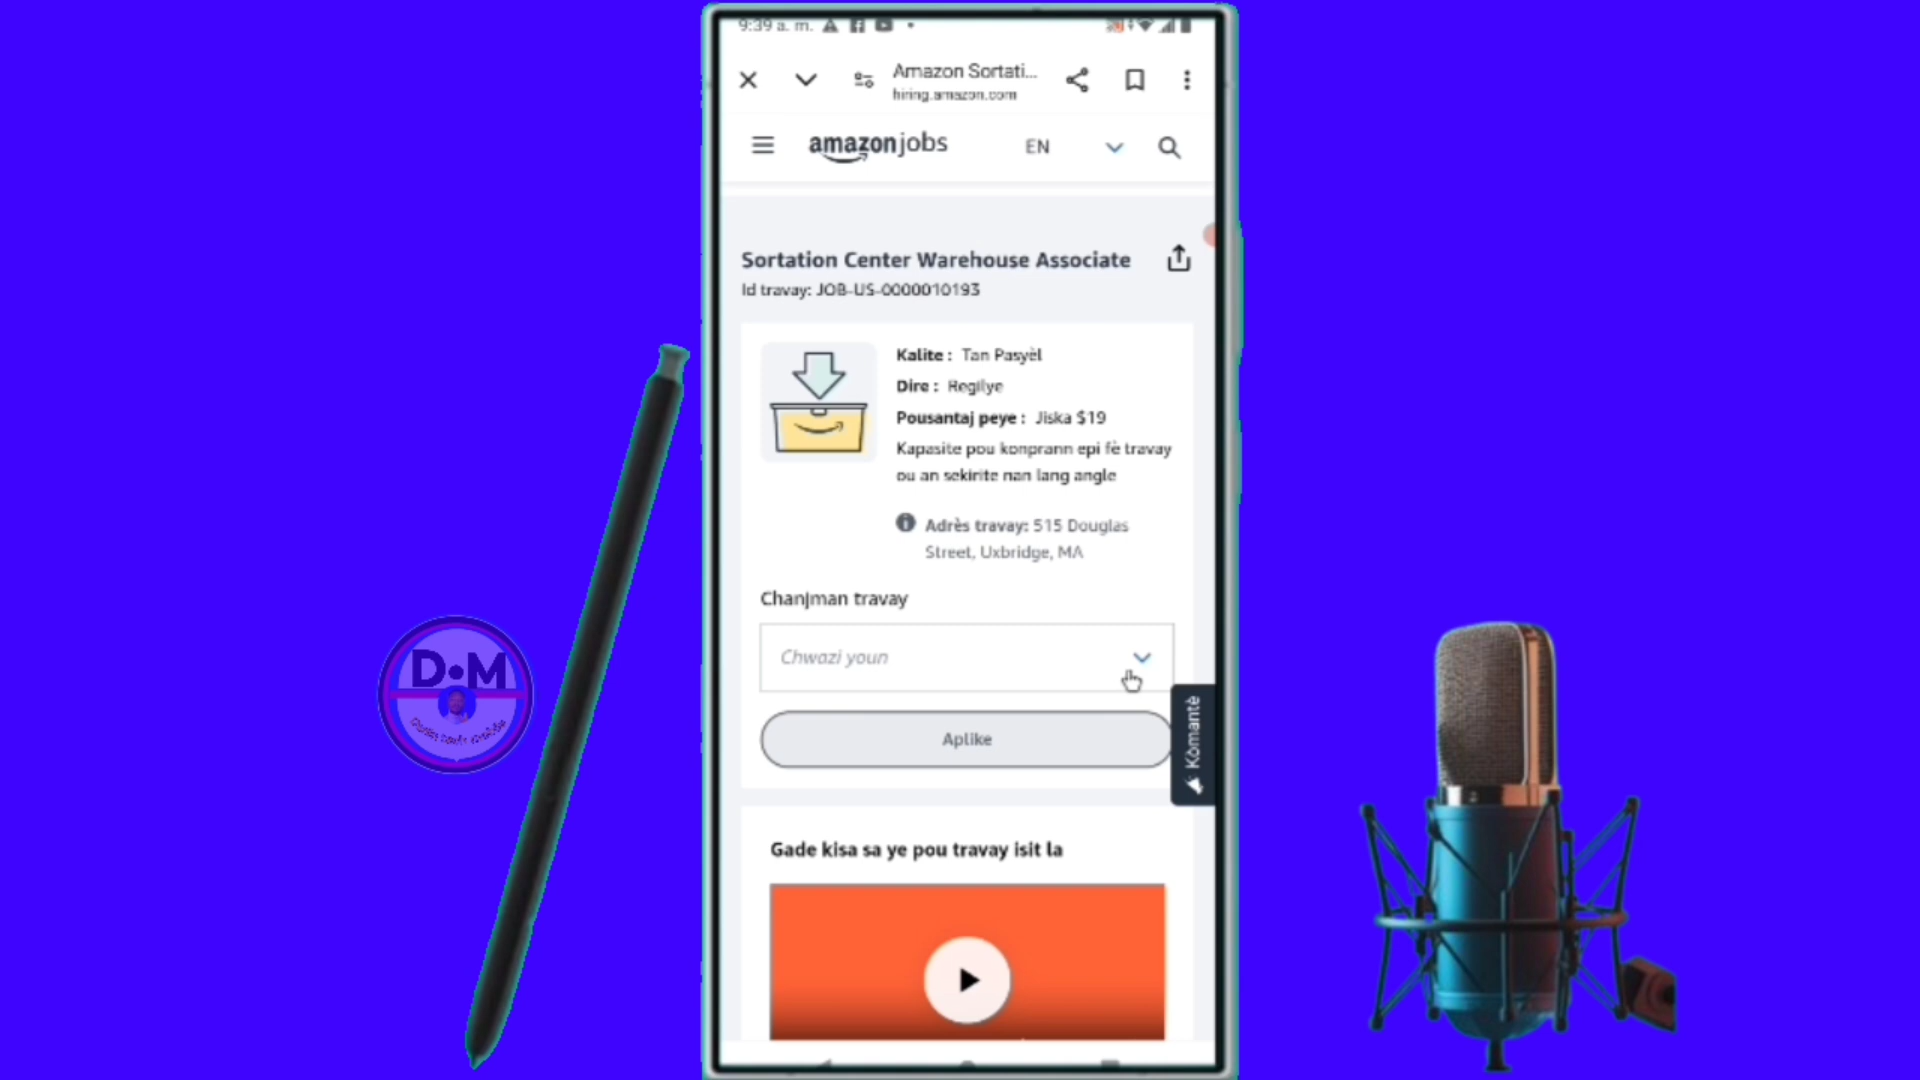 9:39 a. m.
Amazon Sortati...
hiring.amazon.com
amazonjobs
EN
Sortation Center Warehouse Associate
Id travay: JOB-US-0000010193
Kalite : Tan Pasyèl
Dire : Regilye
Pousantaj peye : Jiska $19
Kapasite pou konprann epi fè travay
ou an sekirite nan lang angle
Adrès travay: 515 Douglas
Street, Uxbridge, MA
Chanjman travay
Chwazi youn
Aplike
Kòmantè
Gade kisa sa ye pou travay isit la
D•M